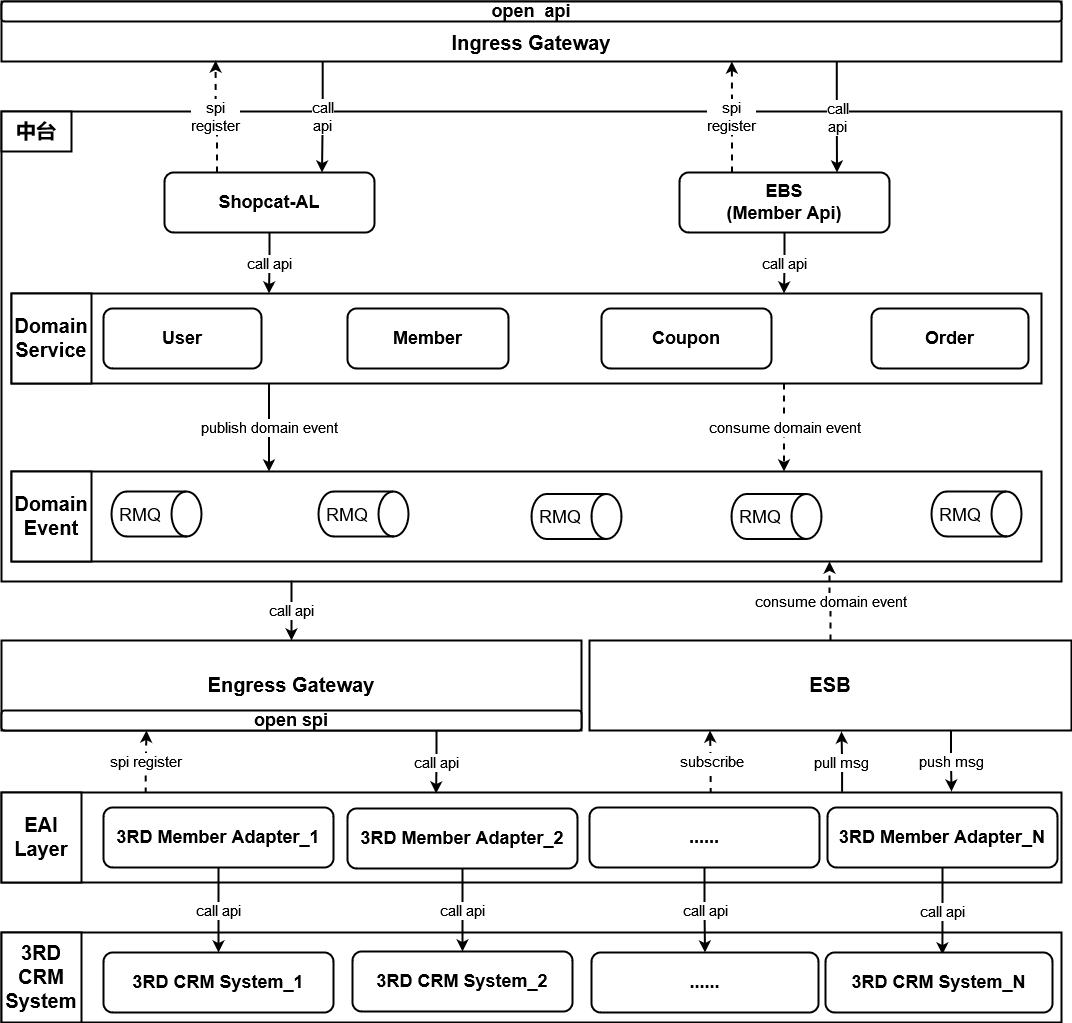 open api
Ingress Gateway
spi
register
call
api
spi
register
call
api
中台
Shopcat-AL
EBS
(Member Api)
call api
call api
Domain
Service
User
Member
Coupon
Order
publish domain event
consume domain event
Domain
Event
RMQ
RMQ
RMQ
RMQ
RMQ
call api
consume domain event
Engress Gateway
open spi
ESB
spi register
call api
subscribe
pull msg
push msg
EAI
Layer
3RD Member Adapter_1
3RD Member Adapter_2
......
3RD Member Adapter_N
call api
call api
call api
call api
3RD
CRM
System
3RD CRM System_1
3RD CRM System_2
......
3RD CRM System_N